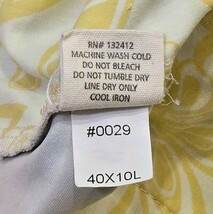 RN# 132412
MACHINE WASH COLD
DO NOT BLEACH
DO NOT TUMBLE DRY
LINE DRY ONLY
COOL IRON
#0029
40X10L